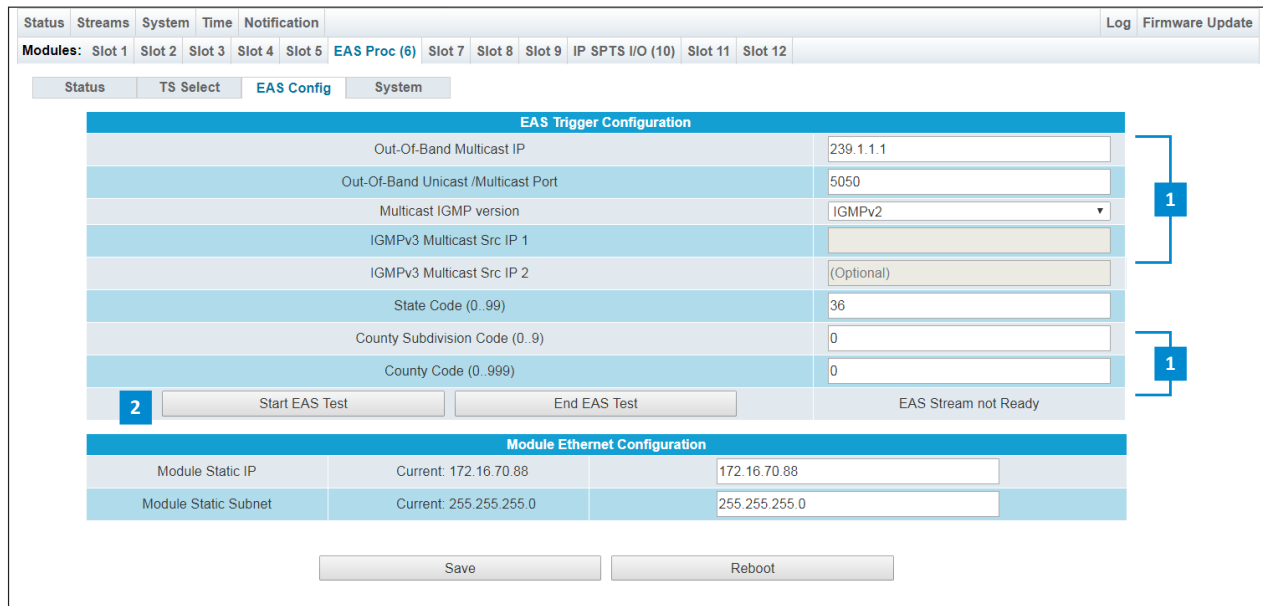 Status Streams System Time Notification Log Firmware Update
Modules: Slot 1 Slot 2 Slot 3 Slot 4 Slot 5 EAS Proc (6) Slot 7 Slot 8 Slot 9 IP SPTS I/O (10) Slot 11 Slot 12
Status TS Select EAS Config System
EAS Trigger Configuration
Out-Of-Band Multicast IP 239.1.1.1
Out-Of-Band Unicast /Multicast Port 5050
Multicast IGMP version IGMPv2
1
IGMPv3 Multicast Src IP 1
IGMPv3 Multicast Src IP 2 (Optional)
State Code (0..99) 36
County Subdivision Code (0..9) 0
1
County Code (0..999) 0
2 Start EAS Test End EAS Test EAS Stream not Ready
Module Ethernet Configuration
Module Static IP Current: 172.16.70.88 172.16.70.88
Module Static Subnet Current: 255.255.255.0 255.255.255.0
Save Reboot